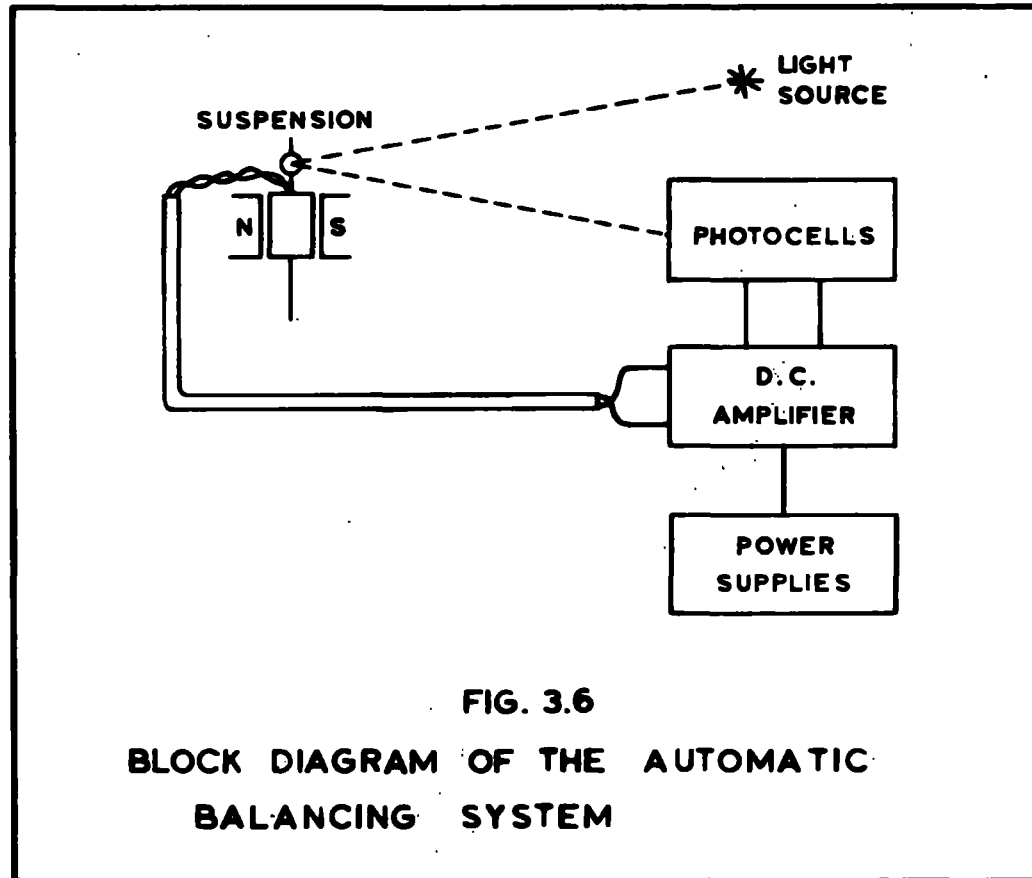 LIGHT
SOURCE
SUSPENSION
N
S
PHOTOCELLS
D.C.
AMPLIFIER
POWER
SUPPLIES
FIG. 3.6
BLOCK DIAGRAM OF THE AUTOMATIC
BALANCING SYSTEM